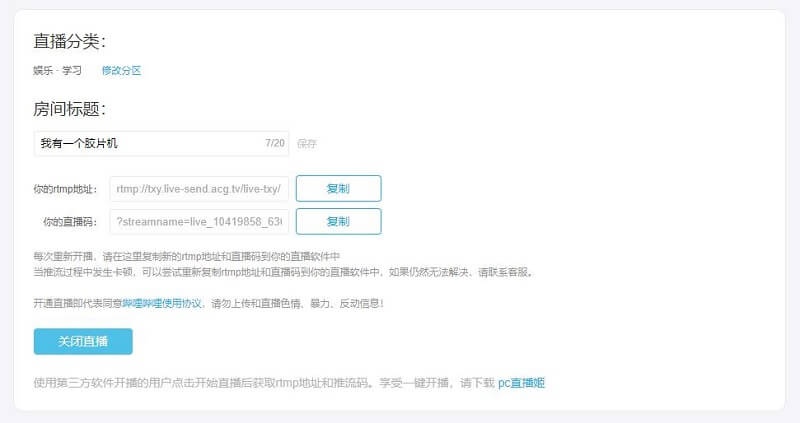 直播分类：
娱乐 · 学习 修改分区
房间标题：
我有一个胶片机 7/20 保存
你的rtmp地址： rtmp://txy.live-send.acg.tv/live-txy/ 复制
你的直播码： ?streamname=live_10419858_636 复制
每次重新开播，请在这里复制新的rtmp地址和直播码到你的直播软件中
当推流过程中发生卡顿，可以尝试重新复制rtmp地址和直播码到你的直播软件中，如果仍然无法解决、请联系客服。
开通直播即代表同意哔哩哔哩使用协议，请勿上传和直播色情、暴力、反动信息！
关闭直播
使用第三方软件开播的用户点击开始直播后获取rtmp地址和推流码。享受一键开播，请下载 pc直播姬